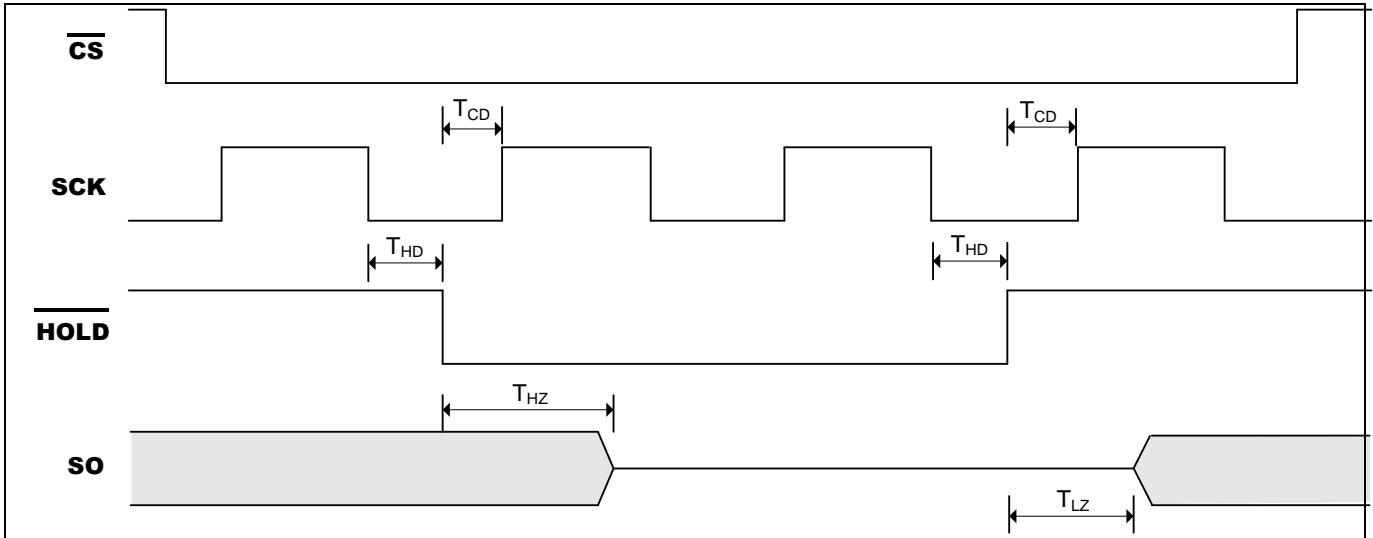 CS
T_CD T_CD
SCK
T_HD T_HD
HOLD
T_HZ
SO
T_LZ